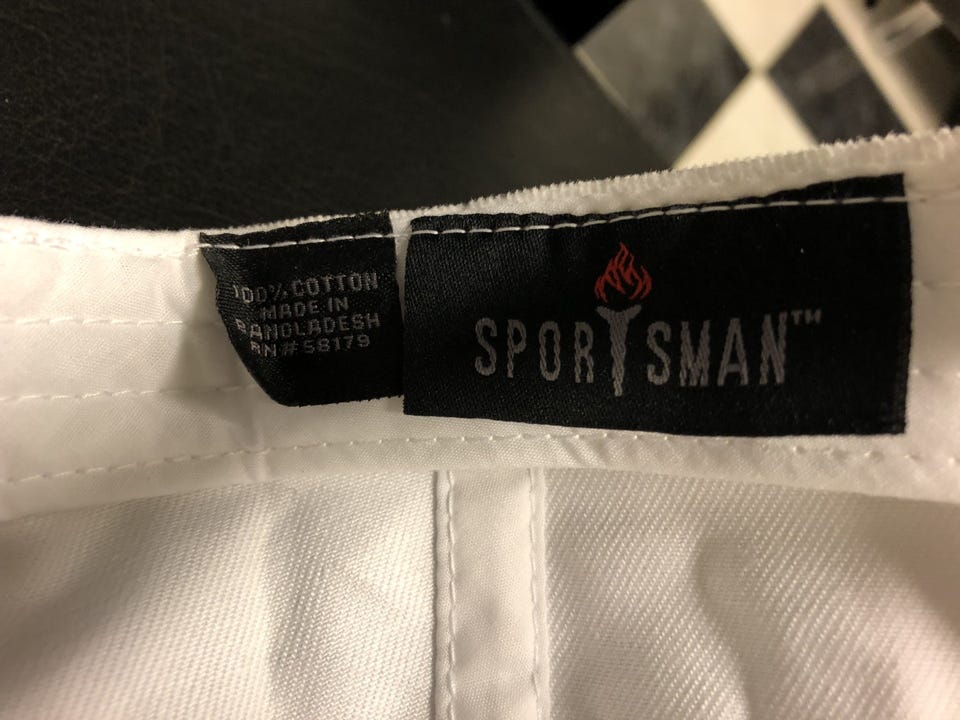 100% COTTON
MADE IN
BANGLADESH
RN# 58179
SPORTSMAN™